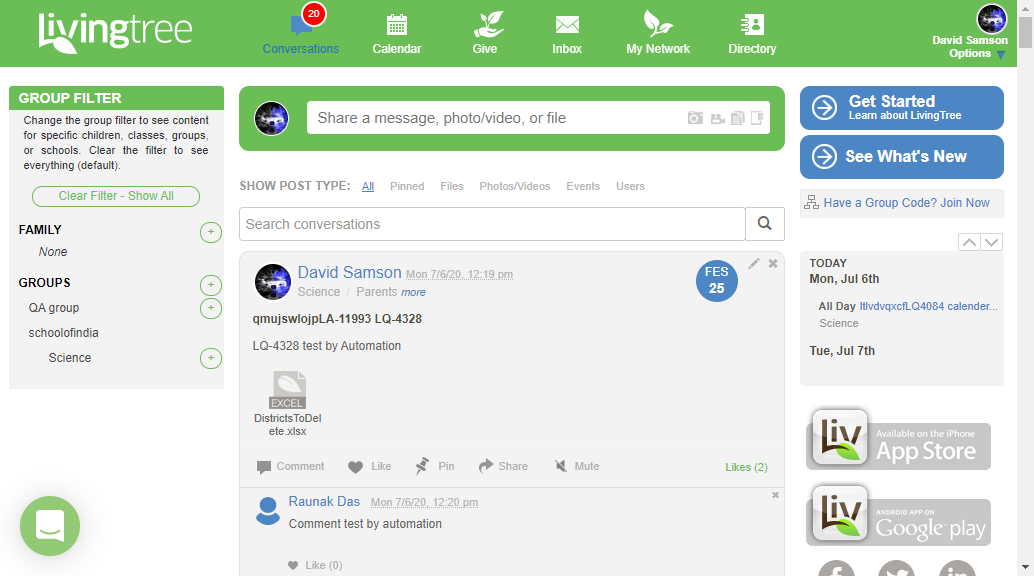 livingtree
20
Conversations
Calendar
Give
Inbox
My Network
Directory
David Samson
Options ▼
GROUP FILTER
Change the group filter to see content
for specific children, classes, groups,
or schools. Clear the filter to see
everything (default).
Clear Filter - Show All
FAMILY
+
None
GROUPS
+
QA group
+
schoolofindia
Science
+
Share a message, photo/video, or file
SHOW POST TYPE: All Pinned Files Photos/Videos Events Users
Search conversations
David Samson Mon 7/6/20, 12:19 pm
Science / Parents more
FES
25
qmujswlojpLA-11993 LQ-4328
LQ-4328 test by Automation
EXCEL
DistrictsToDel
ete.xlsx
Comment Like Pin Share Mute Likes (2)
Raunak Das Mon 7/6/20, 12:20 pm
Comment test by automation
Like (0)
Get Started
Learn about LivingTree
See What's New
Have a Group Code? Join Now
TODAY
Mon, Jul 6th
All Day ltlvdvqxcfLQ4084 calender...
Science
Tue, Jul 7th
Liv
Available on the iPhone
App Store
Liv
ANDROID APP ON
Google play